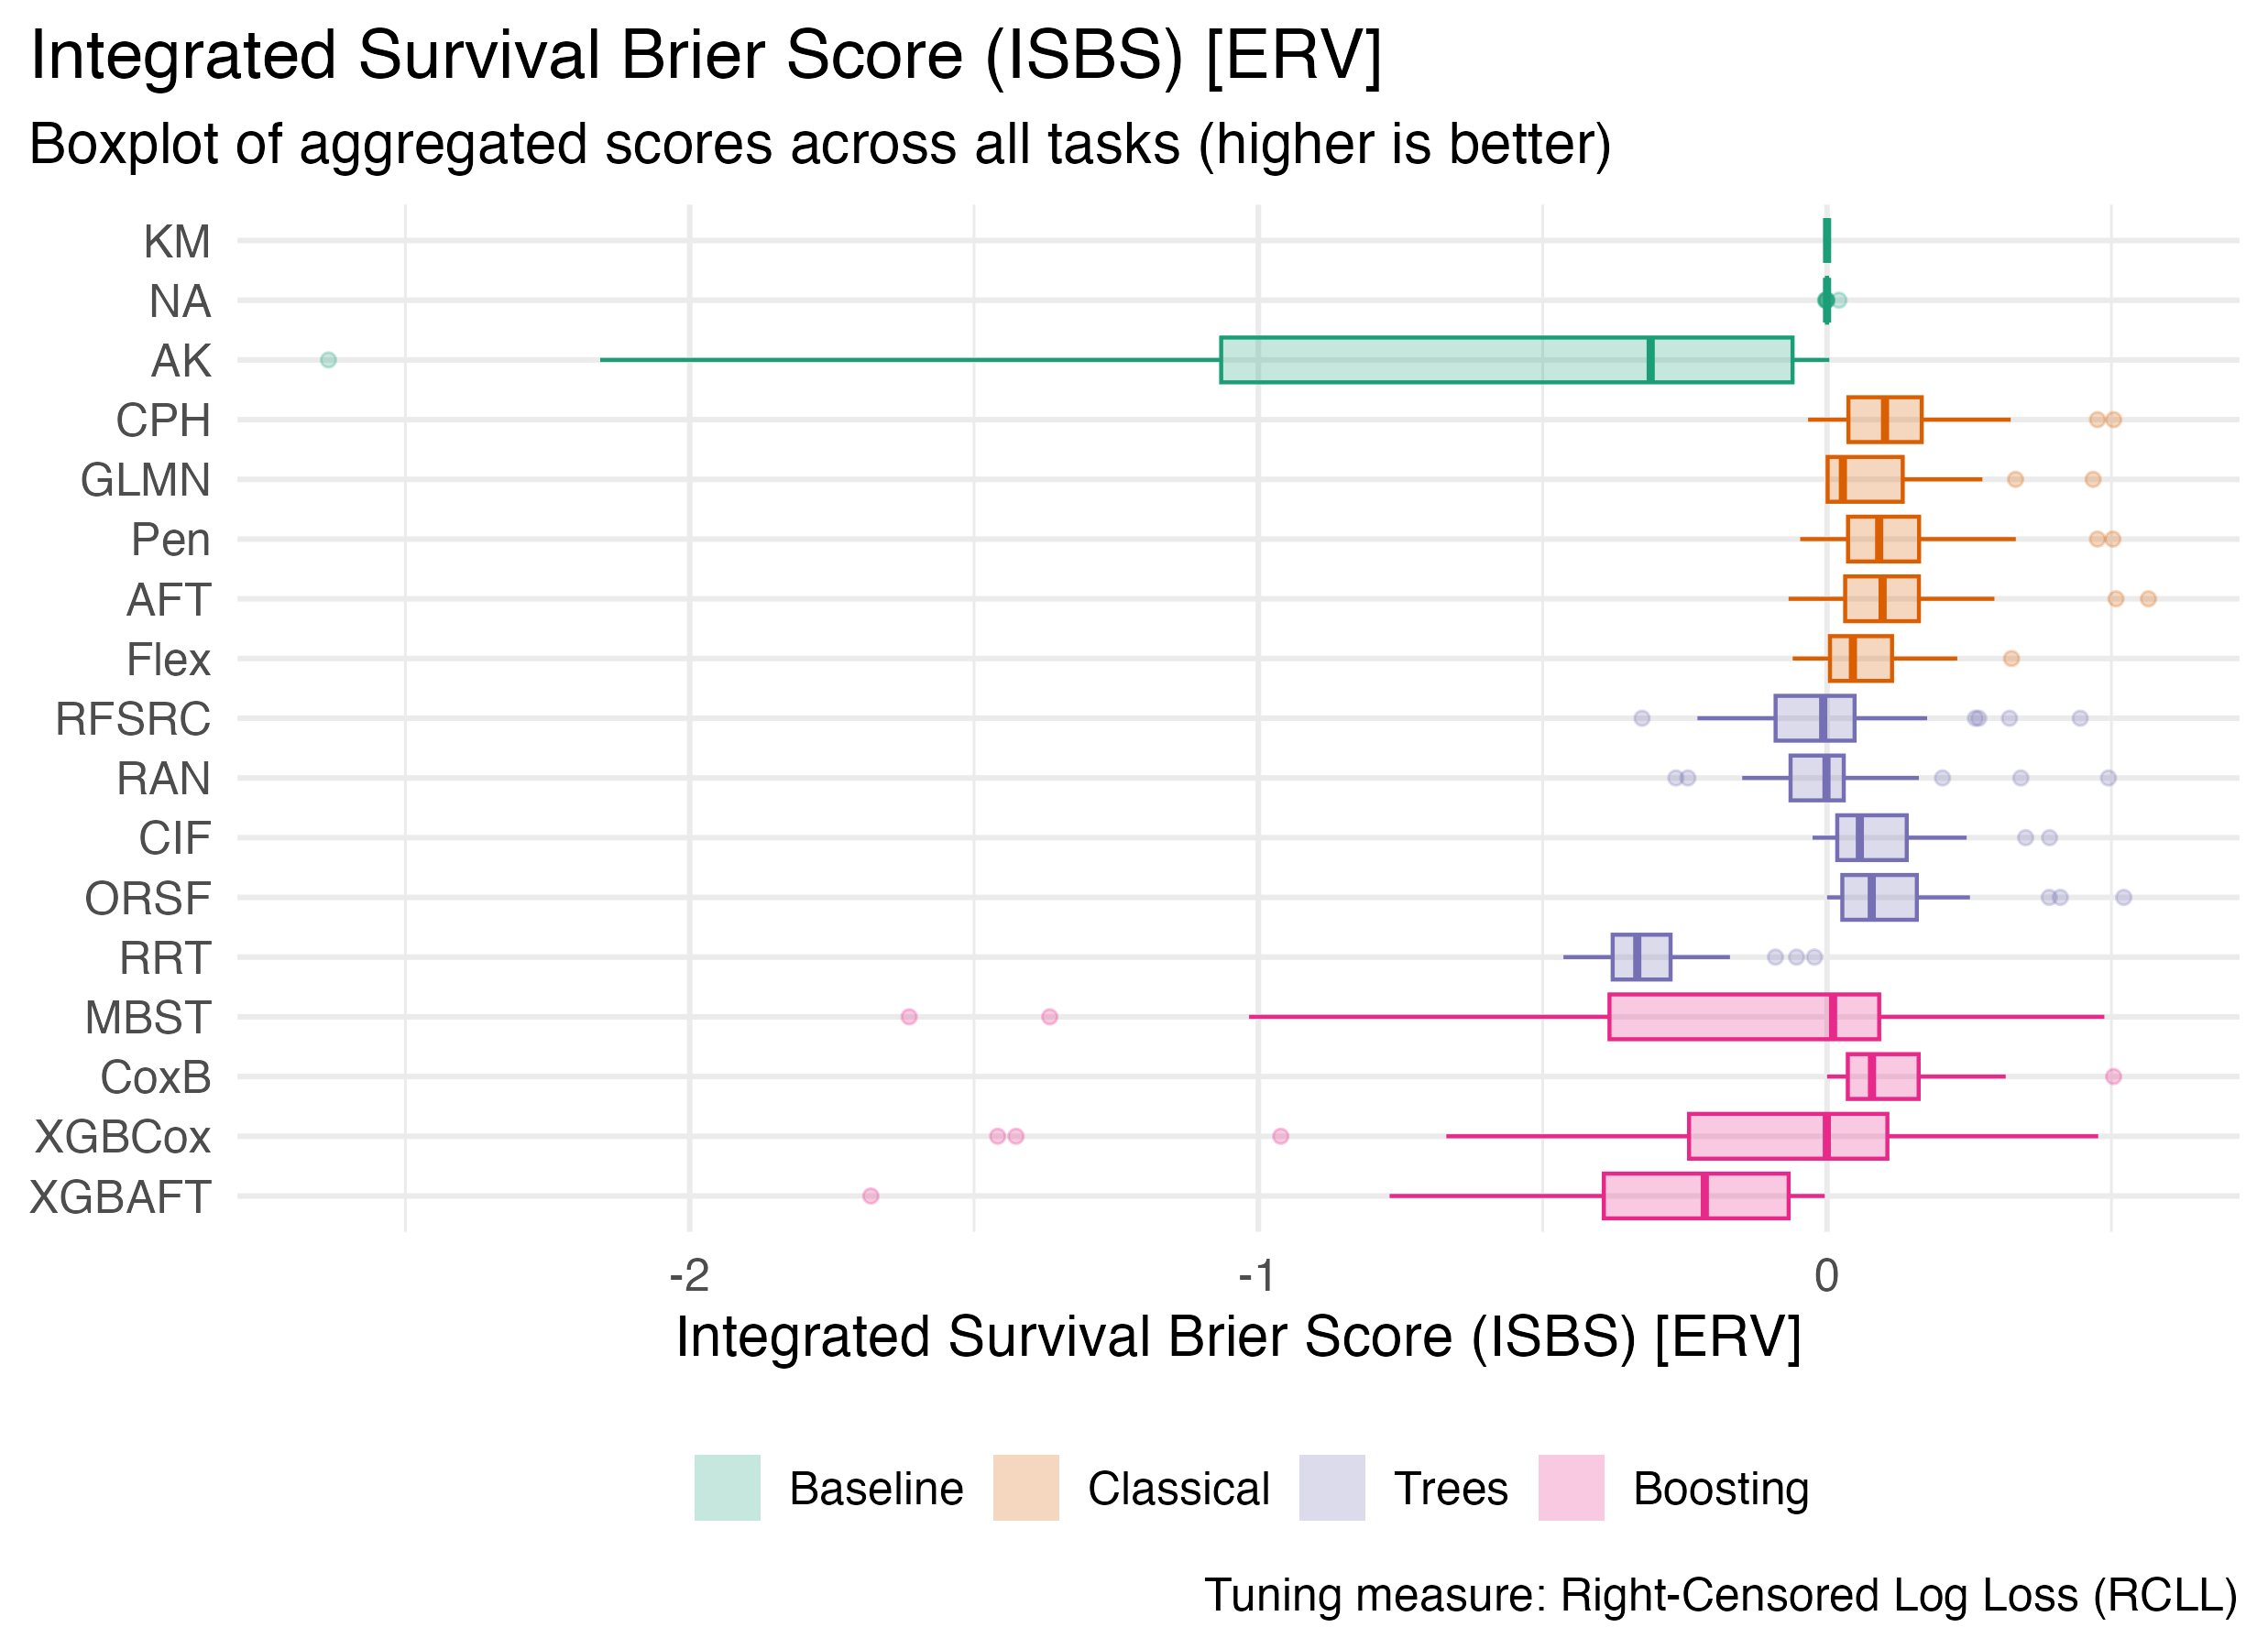 Integrated Survival Brier Score (ISBS) [ERV]
Boxplot of aggregated scores across all tasks (higher is better)
KM
NA
AK
CPH
GLMN
Pen
AFT
Flex
RFSRC
RAN
CIF
ORSF
RRT
MBST
CoxB
XGBCox
XGBAFT
-2 -1 0
Integrated Survival Brier Score (ISBS) [ERV]
Baseline Classical Trees Boosting
Tuning measure: Right-Censored Log Loss (RCLL)